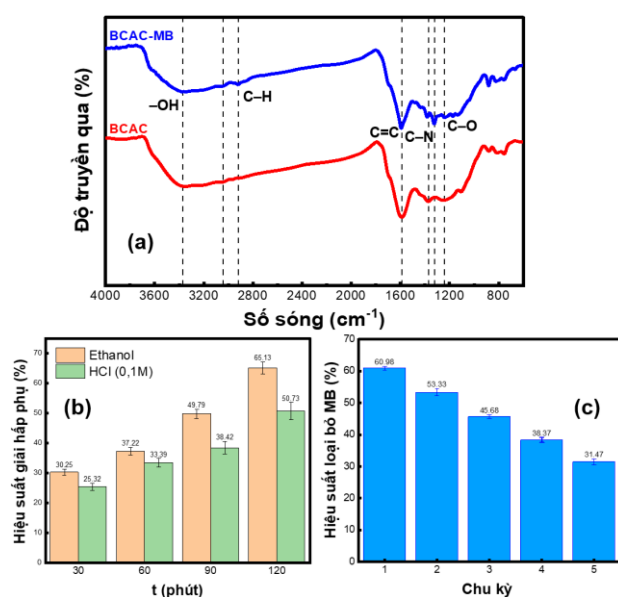 BCAC-MB
–OH
C–H
C=C
C–N
C–O
BCAC
(a)
Độ truyền qua (%)
4000 3600 3200 2800 2400 2000 1600 1200 800
Số sóng (cm⁻¹)
Ethanol
HCl (0,1M)
(b)
Hiệu suất giải hấp phụ (%)
70
60
50
40
30
20
10
0
30,25
25,32
37,22
33,39
49,79
38,42
65,13
50,73
30 60 90 120
t (phút)
(c)
Hiệu suất loại bỏ MB (%)
70
60
50
40
30
20
10
0
60,98
53,33
45,68
38,37
31,47
1 2 3 4 5
Chu kỳ